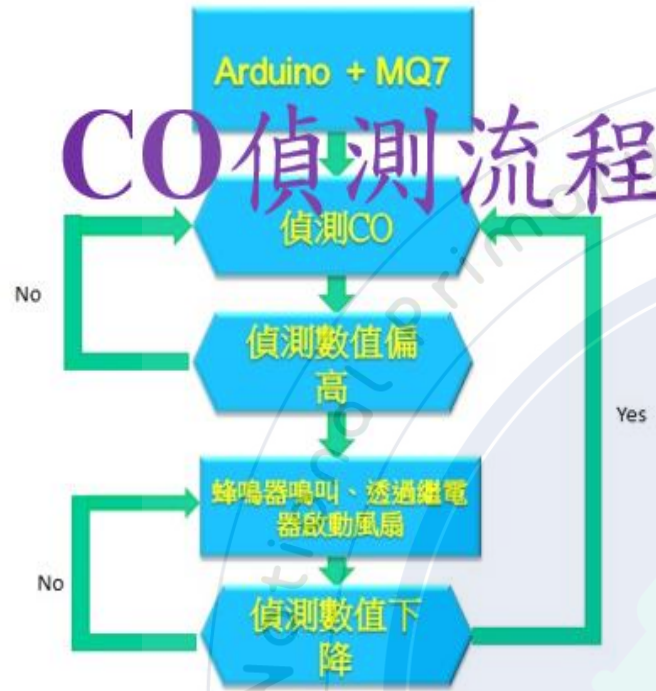 Arduino + MQ7
CO偵測流程
偵測CO
No
偵測數值偏
高
Yes
蜂鳴器鳴叫、透過繼電
器啟動風扇
No
偵測數值下
降